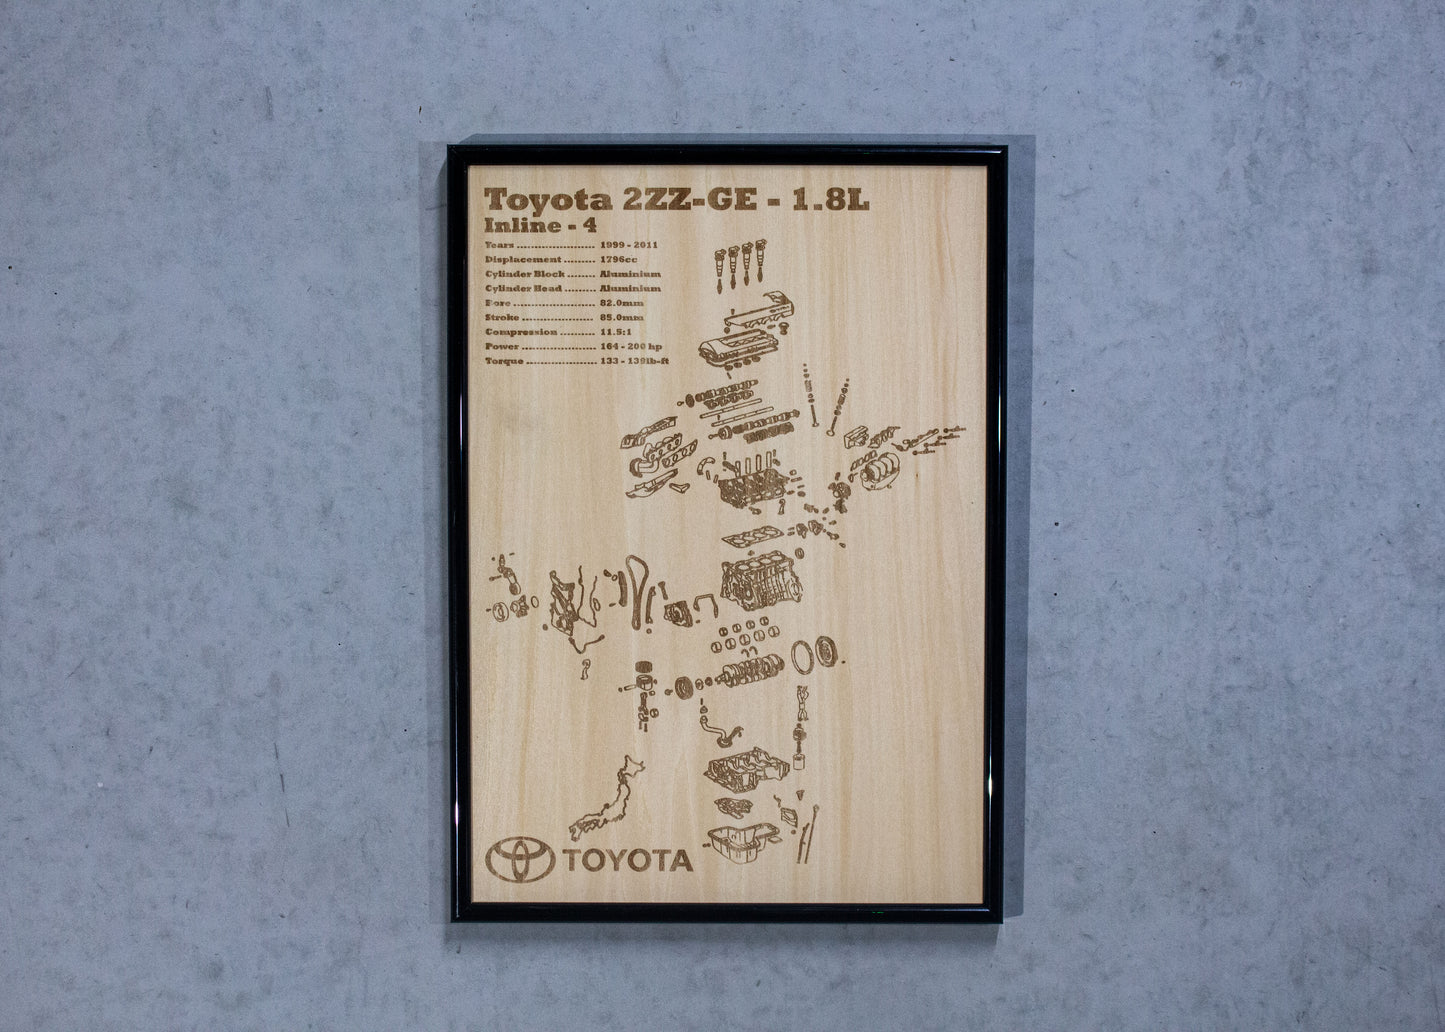 Toyota 2ZZ-GE - 1.8L
Inline - 4
Years ........................ 1999 - 2011
Displacement .......... 1796cc
Cylinder Block ......... Aluminium
Cylinder Head .......... Aluminium
Bore ......................... 82.0mm
Stroke ...................... 85.0mm
Compression ........... 11.5:1
Power ....................... 164 - 200 hp
Torque ...................... 133 - 139lb-ft
TOYOTA